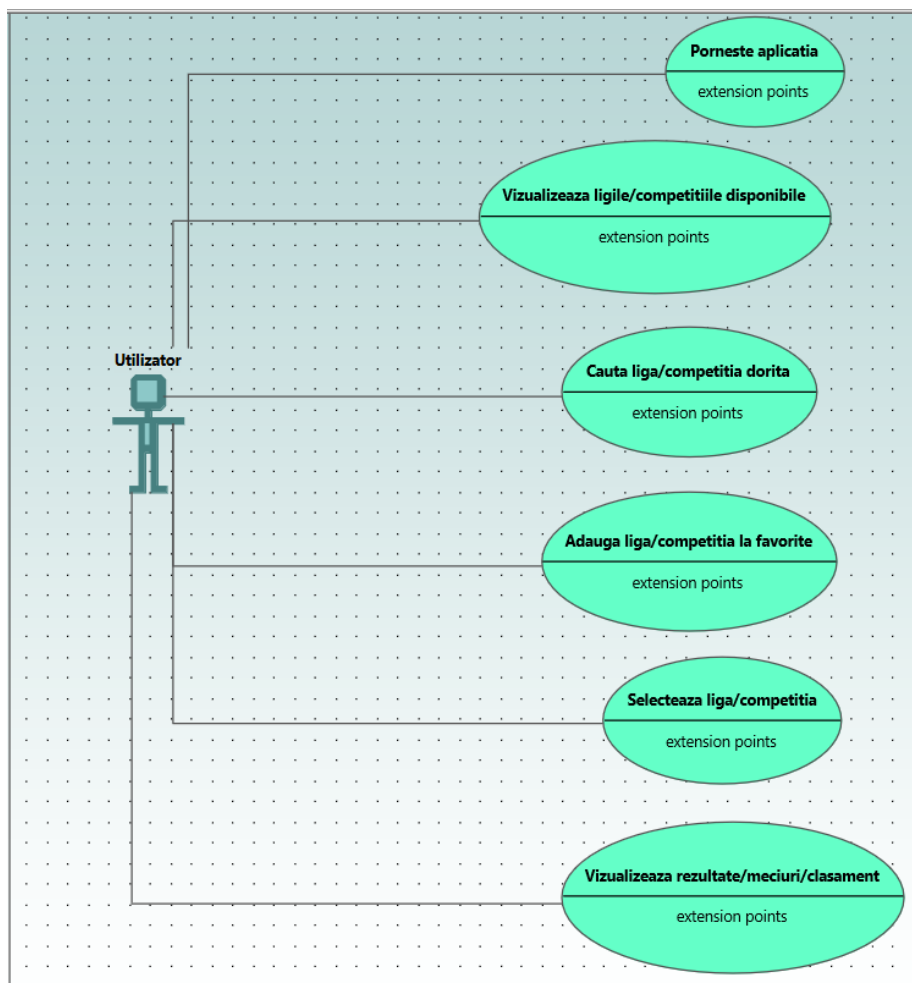 Porneste aplicatia
extension points
Vizualizeaza ligile/competitiile disponibile
extension points
Utilizator
Cauta liga/competitia dorita
extension points
Adauga liga/competitia la favorite
extension points
Selecteaza liga/competitia
extension points
Vizualizeaza rezultate/meciuri/clasament
extension points